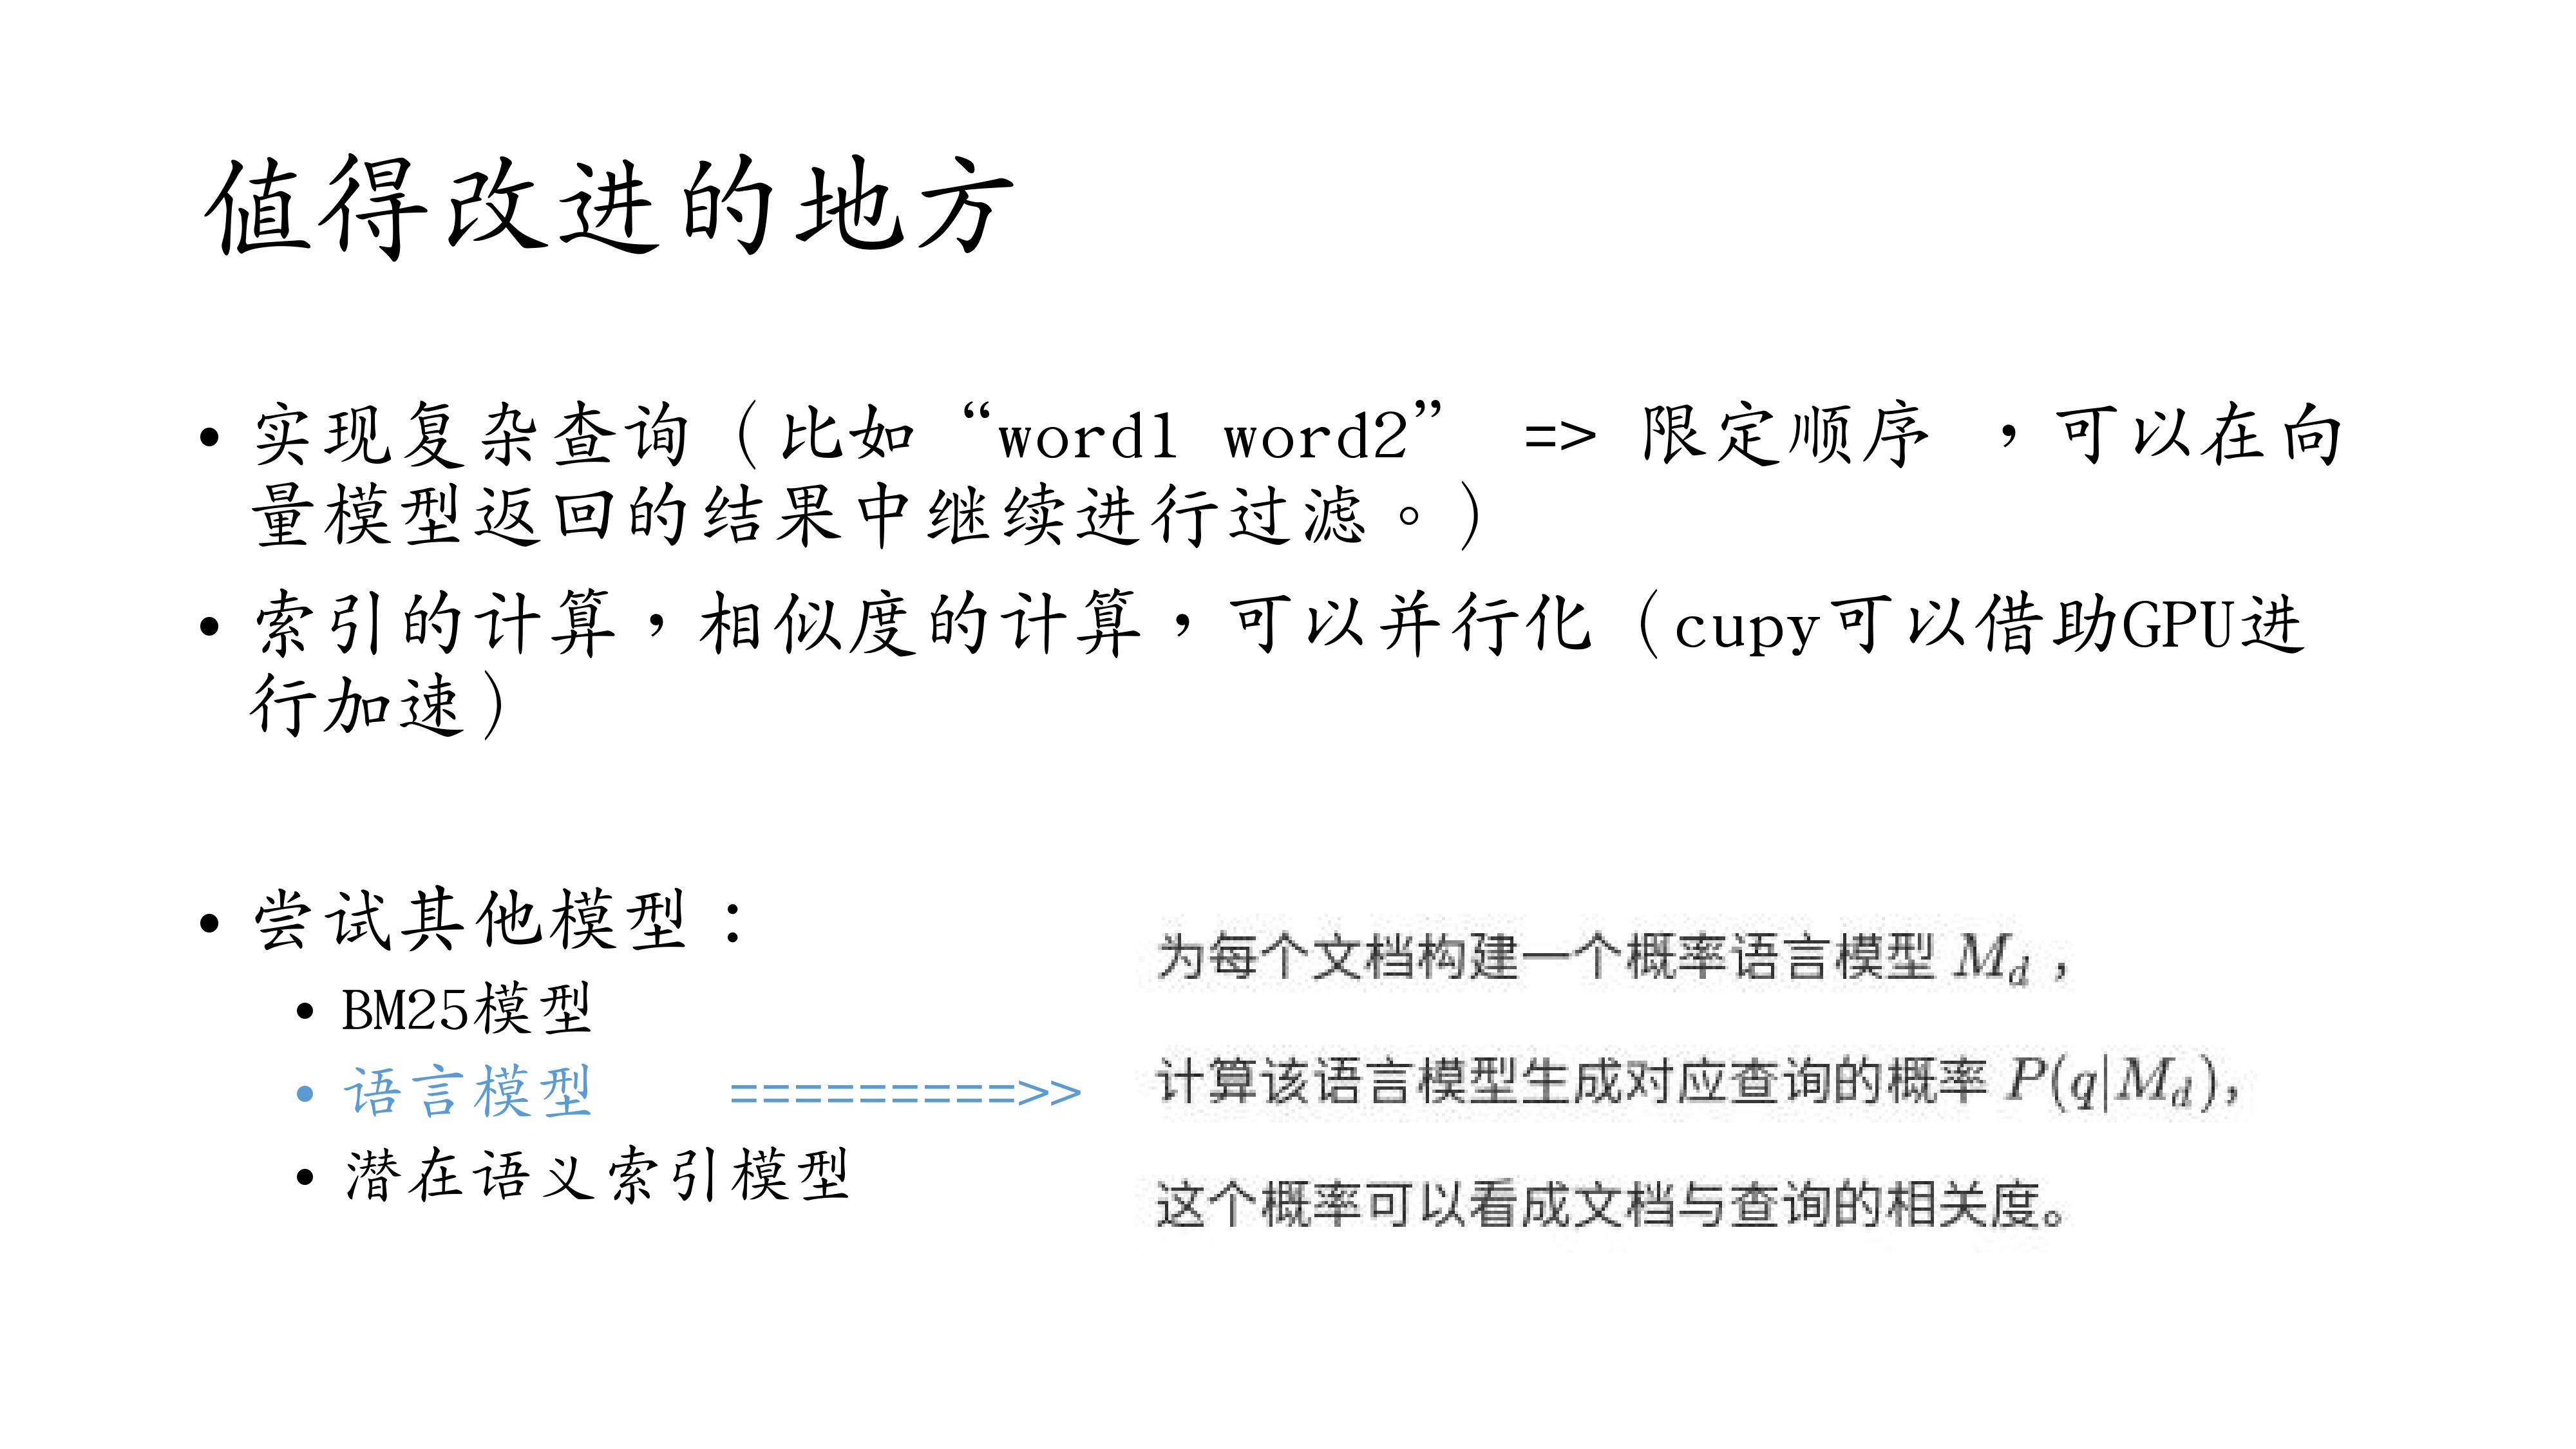 值得改进的地方
• 实现复杂查询（比如“word1 word2” => 限定顺序 ，可以在向
量模型返回的结果中继续进行过滤。）
• 索引的计算，相似度的计算，可以并行化（cupy可以借助GPU进
行加速）
• 尝试其他模型：
• BM25模型
• 语言模型 =========>>
• 潜在语义索引模型
为每个文档构建一个概率语言模型 M_d ，
计算该语言模型生成对应查询的概率 P(q|M_d)，
这个概率可以看成文档与查询的相关度。